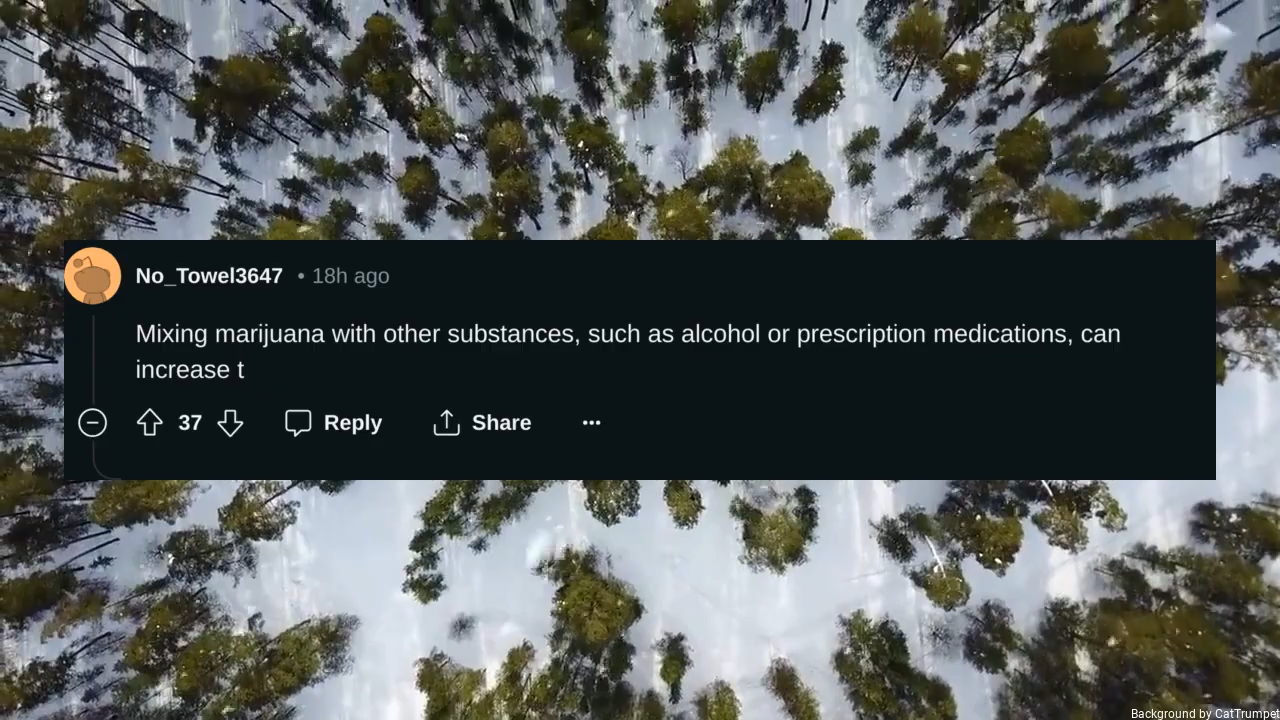 No_Towel3647 • 18h ago
Mixing marijuana with other substances, such as alcohol or prescription medications, can
increase t
37 Reply Share ...
Background by CatTrumpet